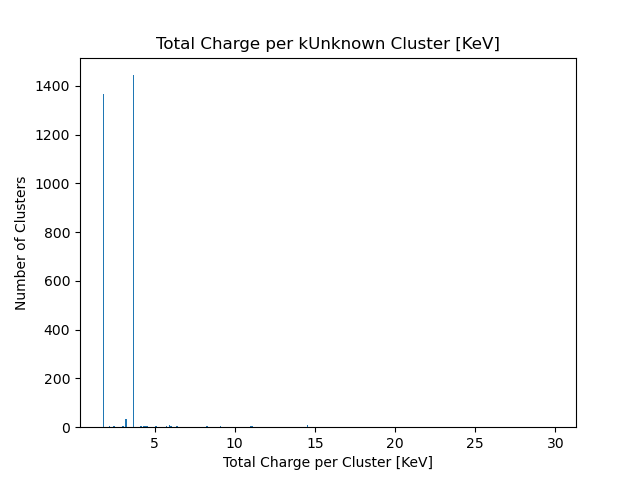 Total Charge per kUnknown Cluster [KeV]
1400
1200
1000
800
600
400
200
0
Number of Clusters
5 10 15 20 25 30
Total Charge per Cluster [KeV]